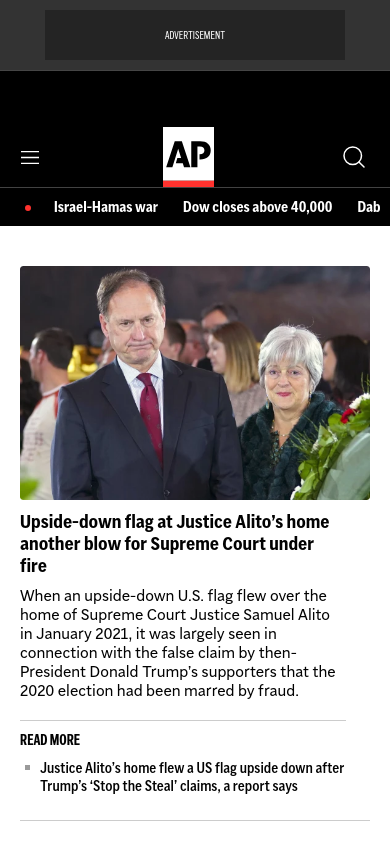 ADVERTISEMENT
AP
Israel-Hamas war Dow closes above 40,000 Dab
Upside-down flag at Justice Alito’s home
another blow for Supreme Court under
fire
When an upside-down U.S. flag flew over the
home of Supreme Court Justice Samuel Alito
in January 2021, it was largely seen in
connection with the false claim by then-
President Donald Trump’s supporters that the
2020 election had been marred by fraud.
READ MORE
Justice Alito’s home flew a US flag upside down after
Trump’s ‘Stop the Steal’ claims, a report says